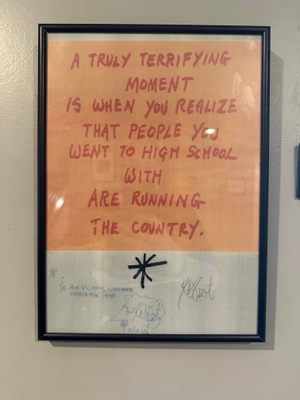 A TRULY TERRIFYING
MOMENT
IS WHEN YOU REALIZE
THAT PEOPLE YOU
WENT TO HIGH SCHOOL
WITH
ARE RUNNING
THE COUNTRY.